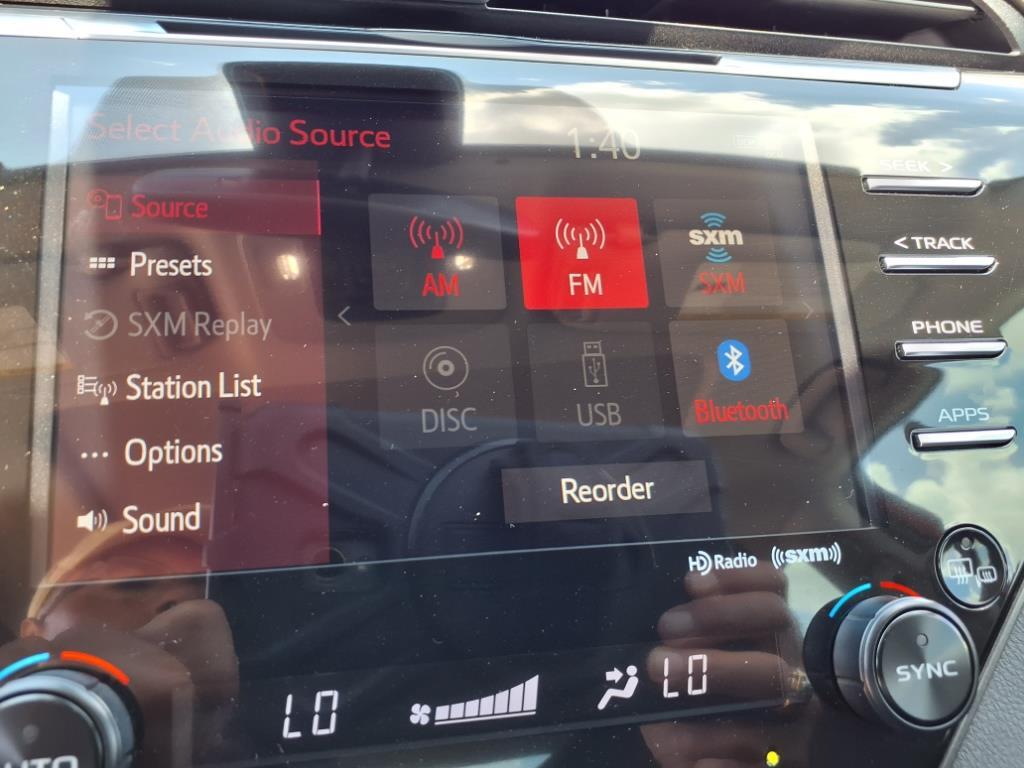 Select Audio Source
1:40
SEEK >
Source
< TRACK
Presets
AM
FM
sxm
SXM
SXM Replay
PHONE
Station List
DISC
USB
Bluetooth
APPS
Options
Reorder
Sound
HD Radio
((sxm))
SYNC
LO
LO
AUTO